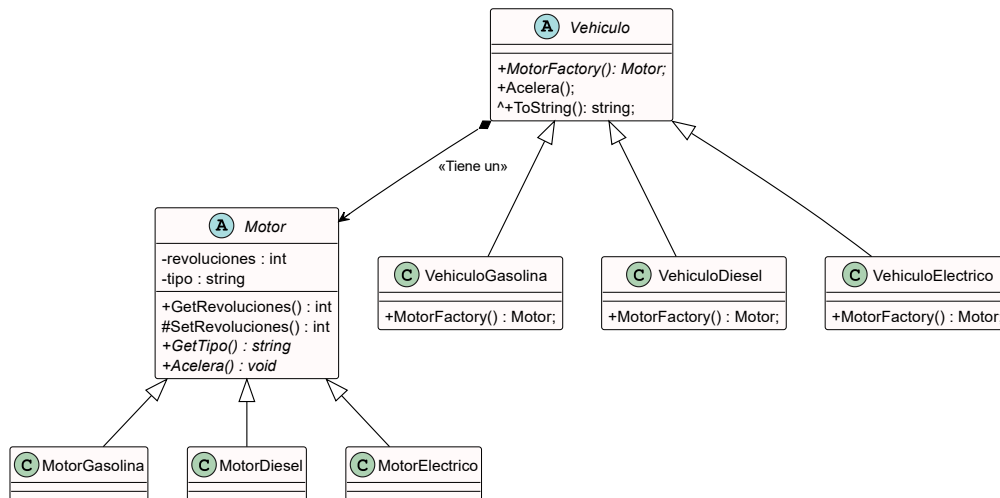 A Vehiculo
+MotorFactory(): Motor;
+Acelera();
^+ToString(): string;
«Tiene un»
A Motor
-revoluciones : int
-tipo : string
+GetRevoluciones() : int
#SetRevoluciones() : int
+GetTipo() : string
+Acelera() : void
C VehiculoGasolina
+MotorFactory() : Motor;
C VehiculoDiesel
+MotorFactory() : Motor;
C VehiculoElectrico
+MotorFactory() : Motor;
C MotorGasolina
C MotorDiesel
C MotorElectrico